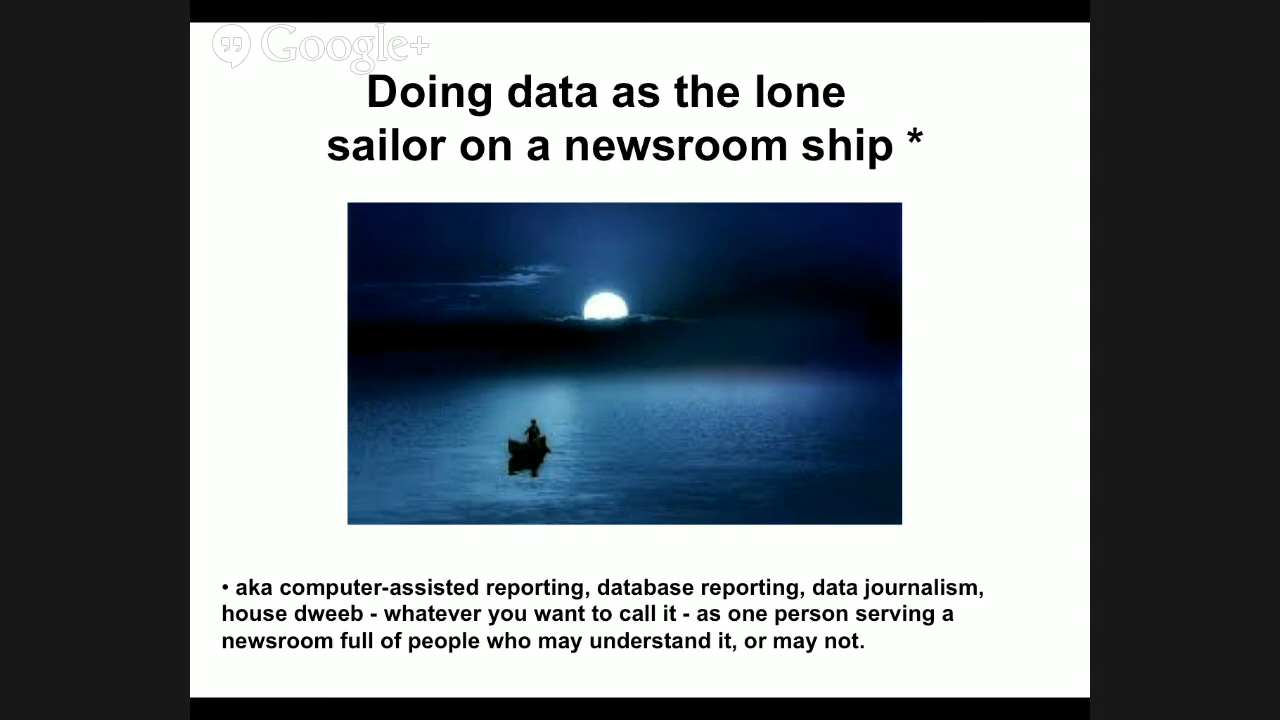 Google+
Doing data as the lone
sailor on a newsroom ship *
• aka computer-assisted reporting, database reporting, data journalism,
house dweeb - whatever you want to call it - as one person serving a
newsroom full of people who may understand it, or may not.